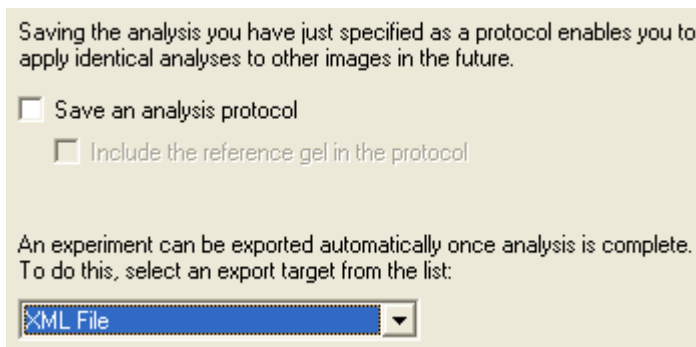 Saving the analysis you have just specified as a protocol enables you to
apply identical analyses to other images in the future.
Save an analysis protocol
Include the reference gel in the protocol
An experiment can be exported automatically once analysis is complete.
To do this, select an export target from the list:
XML File